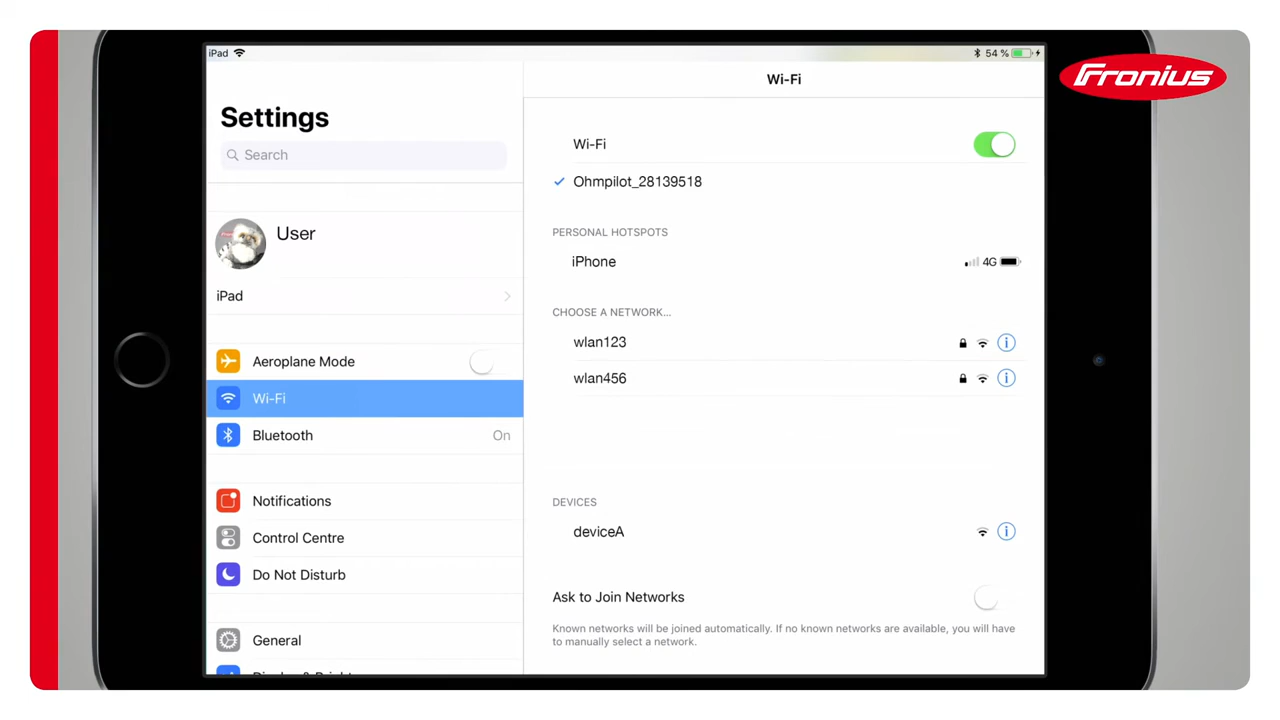 iPad
54 %
Fronius
Settings
Search
User
iPad
Aeroplane Mode
Wi-Fi
Bluetooth
On
Notifications
Control Centre
Do Not Disturb
General
Wi-Fi
Wi-Fi
Ohmpilot_28139518
PERSONAL HOTSPOTS
iPhone
4G
CHOOSE A NETWORK...
wlan123
wlan456
DEVICES
deviceA
Ask to Join Networks
Known networks will be joined automatically. If no known networks are available, you will have
to manually select a network.